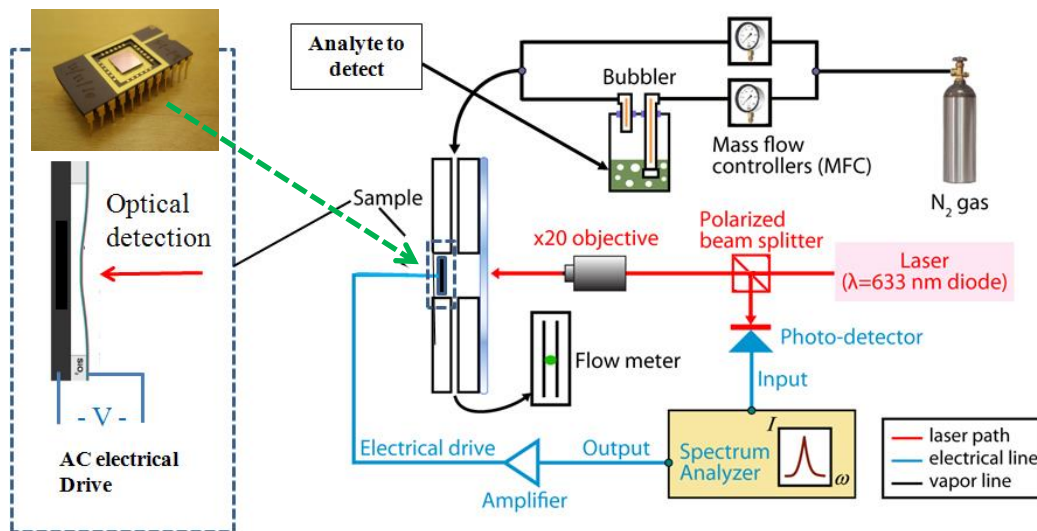 Analyte to
detect
Bubbler
Mass flow
controllers (MFC)
N₂ gas
Sample
Optical
detection
x20 objective
Polarized
beam splitter
Laser
(λ=633 nm diode)
Photo-detector
Flow meter
Input
- V -
AC electrical
Drive
Electrical drive
Output
Amplifier
Spectrum
Analyzer
I
ω
laser path
electrical line
vapor line